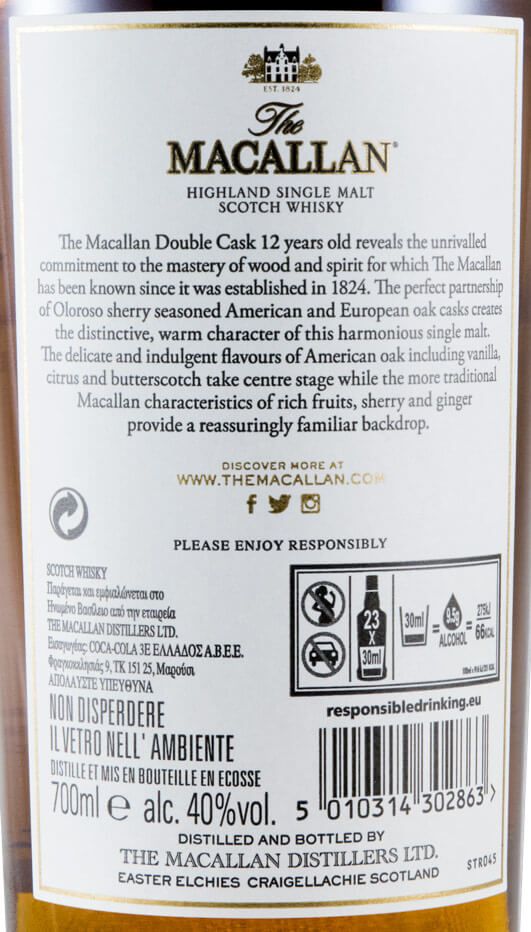 EST. 1824
The
MACALLAN®
HIGHLAND SINGLE MALT
SCOTCH WHISKY
The Macallan Double Cask 12 years old reveals the unrivalled
commitment to the mastery of wood and spirit for which The Macallan
has been known since it was established in 1824. The perfect partnership
of Oloroso sherry seasoned American and European oak casks creates
the distinctive, warm character of this harmonious single malt.
The delicate and indulgent flavours of American oak including vanilla,
citrus and butterscotch take centre stage while the more traditional
Macallan characteristics of rich fruits, sherry and ginger
provide a reassuringly familiar backdrop.
DISCOVER MORE AT
WWW.THEMACALLAN.COM
PLEASE ENJOY RESPONSIBLY
SCOTCH WHISKY
Παράγεται και εμφιαλώνεται στο
Ηνωμένο Βασίλειο από την εταιρεία
THE MACALLAN DISTILLERS LTD.
Εισαγωγέας: COCA-COLA 3E ΕΛΛΑΔΟΣ Α.Β.Ε.Ε.
Φραγκοκκλησιάς 9, ΤΚ 151 25, Μαρούσι
ΑΠΟΛΑΥΣΤΕ ΥΠΕΥΘΥΝΑ
23
X
30ml
30ml
=
9.5g
ALCOHOL
=
275kJ
66kCAL
responsibledrinking.eu
NON DISPERDERE
IL VETRO NELL' AMBIENTE
DISTILLE ET MIS EN BOUTEILLE EN ECOSSE
700ml e alc. 40%vol.
5 010314 302863 >
DISTILLED AND BOTTLED BY
THE MACALLAN DISTILLERS LTD.
EASTER ELCHIES CRAIGELLACHIE SCOTLAND
STR045